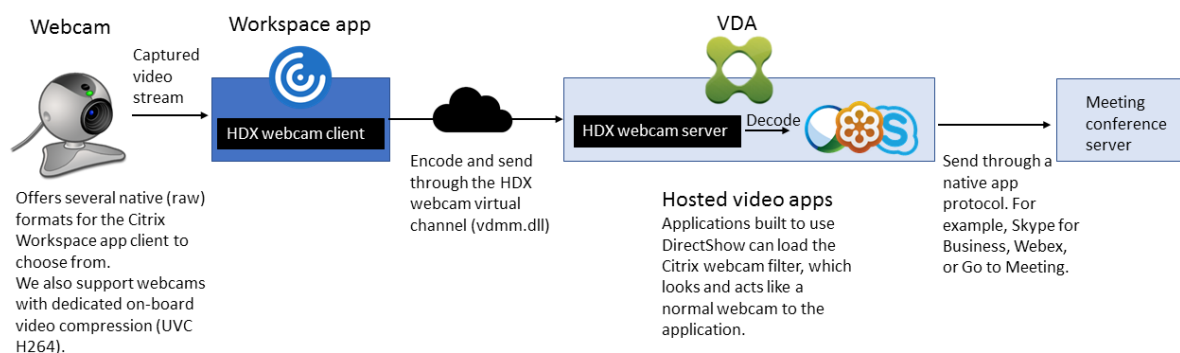 Webcam
Captured
video
stream
Workspace app
HDX webcam client
Encode and send
through the HDX
webcam virtual
channel (vdmm.dll)
VDA
HDX webcam server
Decode
S
Meeting
conference
server
Offers several native (raw)
formats for the Citrix
Workspace app client to
choose from.
We also support webcams
with dedicated on-board
video compression (UVC
H264).
Hosted video apps
Applications built to use
DirectShow can load the
Citrix webcam filter, which
looks and acts like a
normal webcam to the
application.
Send through a
native app
protocol. For
example, Skype for
Business, Webex,
or Go to Meeting.